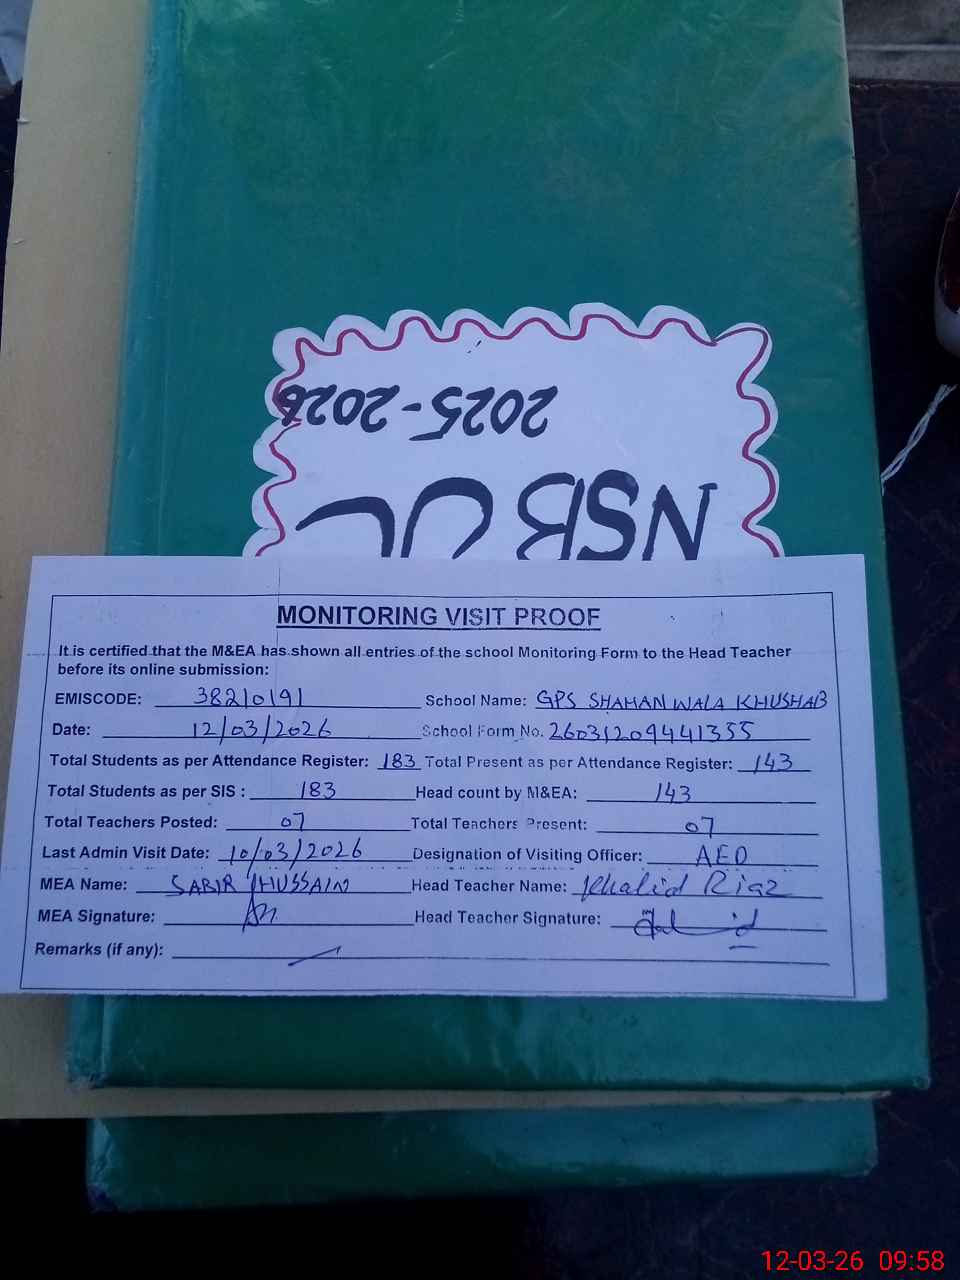 2025-2026
NSB UC
MONITORING VISIT PROOF
It is certified that the M&EA has shown all entries of the school Monitoring Form to the Head Teacher
before its online submission:
EMISCODE: 38210191 School Name: GPS SHAHAN WALA KHUSHAB
Date: 12/03/2026 School Form No. 26031209441355
Total Students as per Attendance Register: 183 Total Present as per Attendance Register: 143
Total Students as per SIS : 183 Head count by M&EA: 143
Total Teachers Posted: 07 Total Teachers Present: 07
Last Admin Visit Date: 10/03/2026 Designation of Visiting Officer: AEO
MEA Name: SABIR HUSSAIN Head Teacher Name: Khalid Riaz
MEA Signature: Head Teacher Signature:
Remarks (if any):
12-03-26 09:58